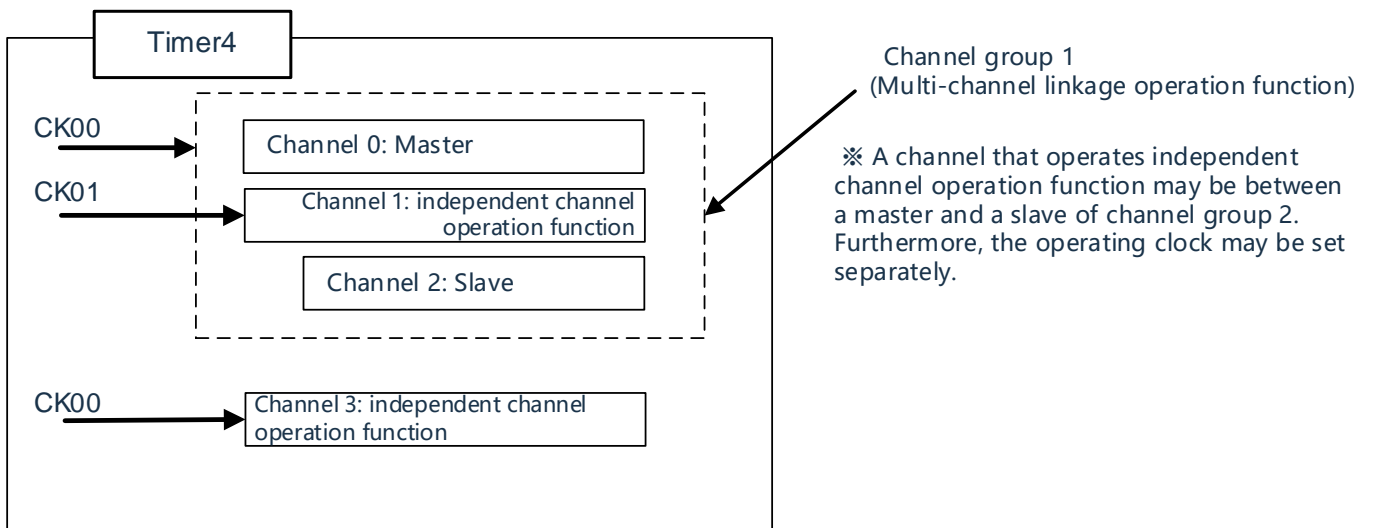 Timer4
Channel group 1
(Multi-channel linkage operation function)
CK00
Channel 0: Master
※ A channel that operates independent
channel operation function may be between
a master and a slave of channel group 2.
Furthermore, the operating clock may be set
separately.
CK01
Channel 1: independent channel
operation function
Channel 2: Slave
CK00
Channel 3: independent channel
operation function